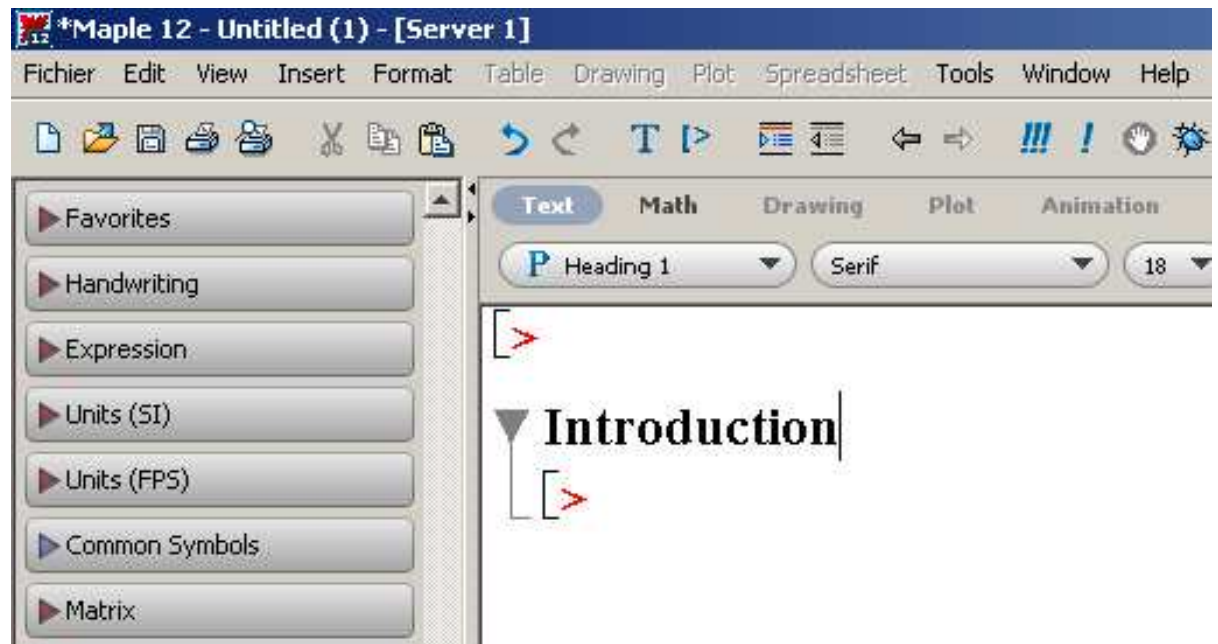 *Maple 12 - Untitled (1) - [Server 1]
Fichier Edit View Insert Format Table Drawing Plot Spreadsheet Tools Window Help
T [> !!! !
Favorites
Handwriting
Expression
Units (SI)
Units (FPS)
Common Symbols
Matrix
Text Math Drawing Plot Animation
P Heading 1 Serif 18
[>
Introduction
[>